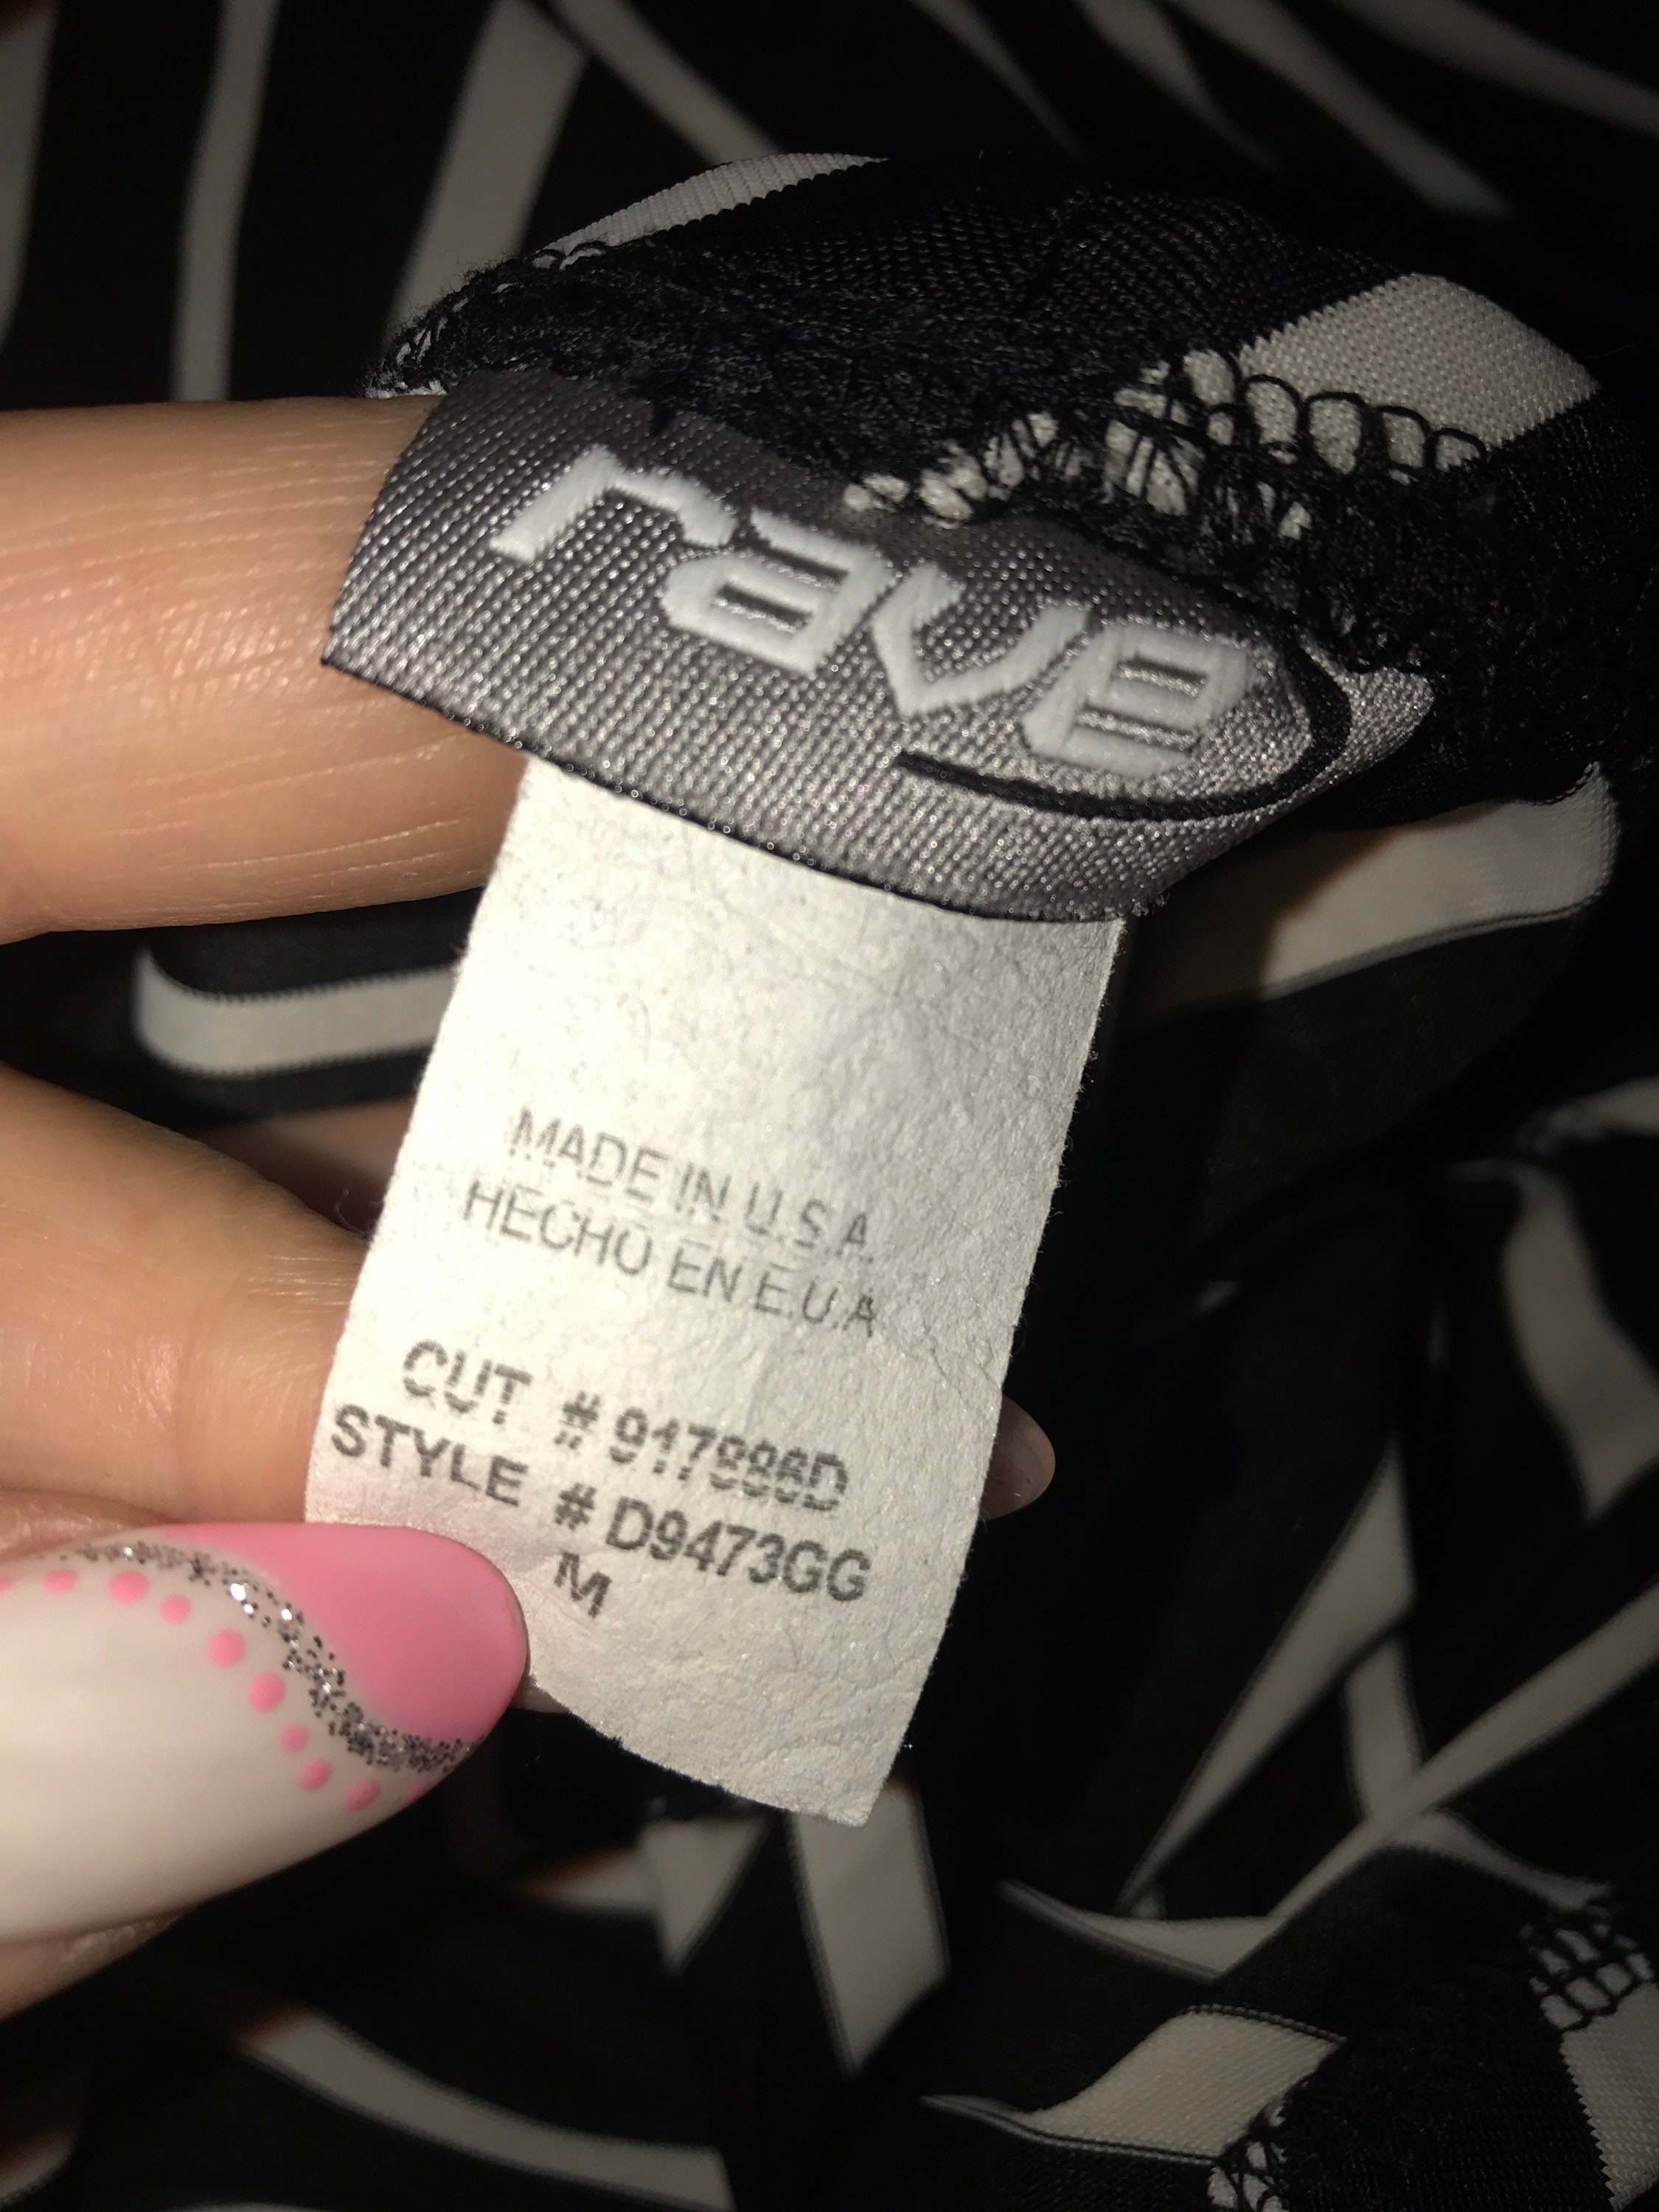 rave
MADE IN U.S.A.
HECHO EN E.U.A
CUT #
STYLE # D9473GG
M